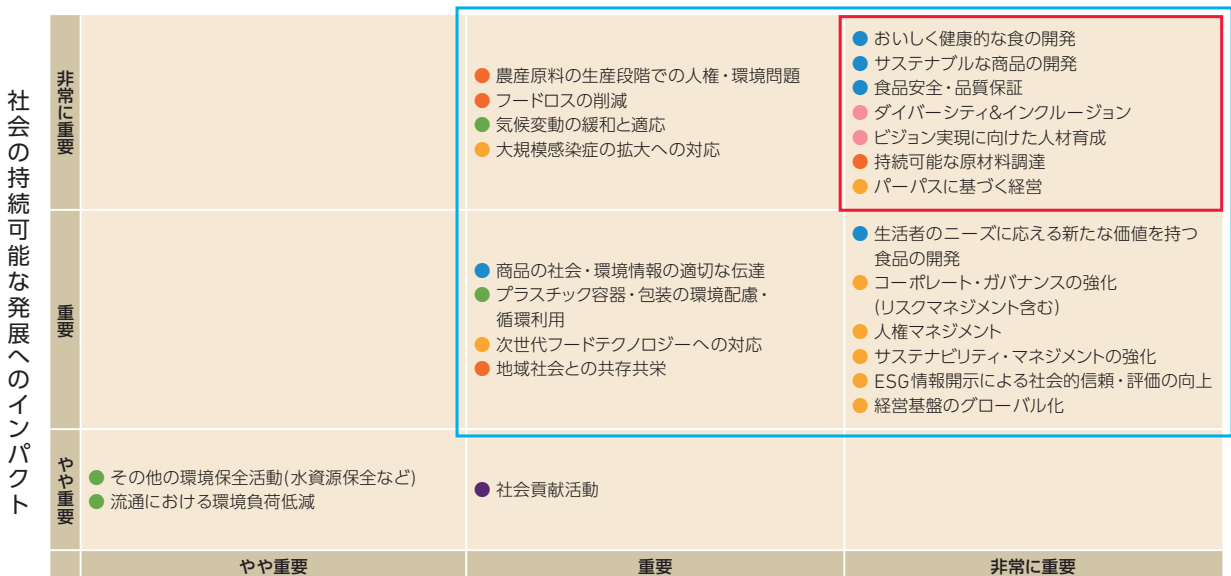 社会の持続可能な発展へのインパクト
非常に重要
農産原料の生産段階での人権・環境問題
フードロスの削減
気候変動の緩和と適応
大規模感染症の拡大への対応
おいしく健康的な食の開発
サステナブルな商品の開発
食品安全・品質保証
ダイバーシティ&インクルージョン
ビジョン実現に向けた人材育成
持続可能な原材料調達
パーパスに基づく経営
重要
商品の社会・環境情報の適切な伝達
プラスチック容器・包装の環境配慮・
循環利用
次世代フードテクノロジーへの対応
地域社会との共存共栄
生活者のニーズに応える新たな価値を持つ
食品の開発
コーポレート・ガバナンスの強化
(リスクマネジメント含む)
人権マネジメント
サステナビリティ・マネジメントの強化
ESG情報開示による社会的信頼・評価の向上
経営基盤のグローバル化
やや重要
その他の環境保全活動(水資源保全など)
流通における環境負荷低減
社会貢献活動
やや重要
重要
非常に重要